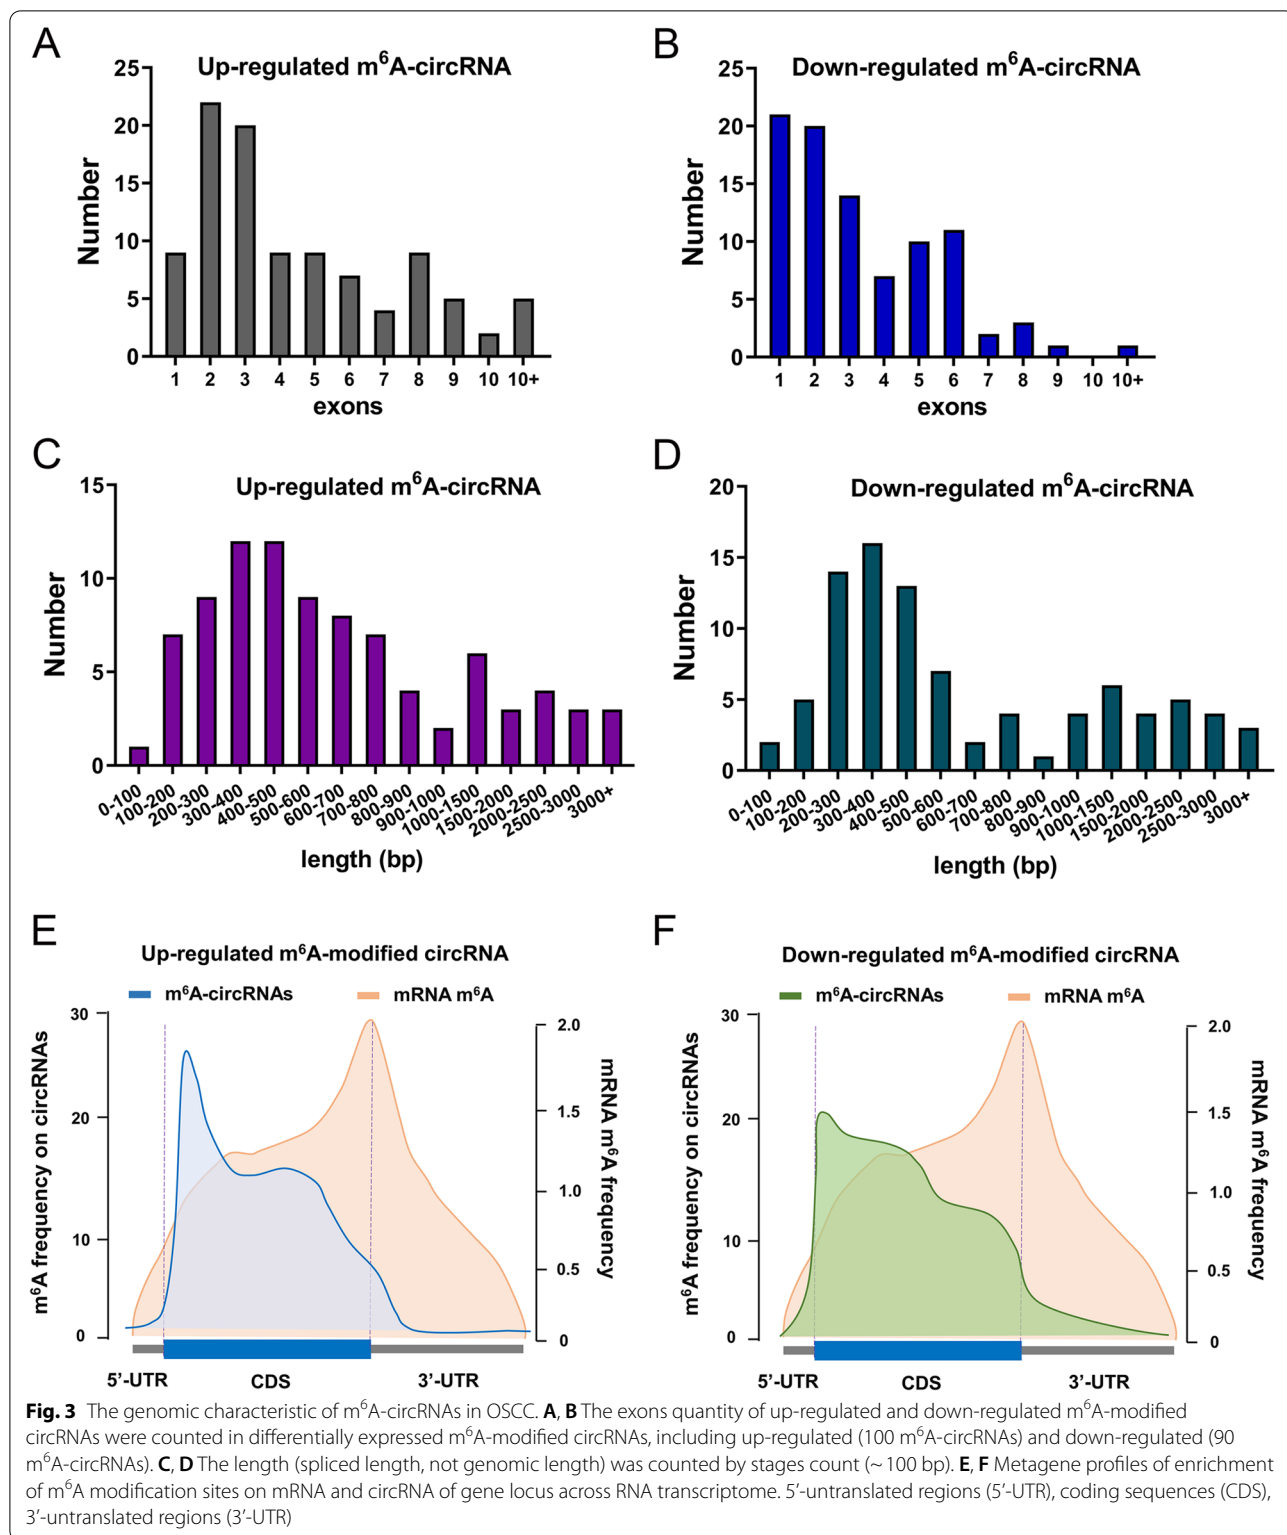 A
Up-regulated m⁶A-circRNA
25
20
15
10
5
0
Number
1 2 3 4 5 6 7 8 9 10 10+
exons
B
Down-regulated m⁶A-circRNA
25
20
15
10
5
0
Number
1 2 3 4 5 6 7 8 9 10 10+
exons
C
Up-regulated m⁶A-circRNA
15
10
5
0
Number
0-100 100-200 200-300 300-400 400-500 500-600 600-700 700-800 800-900 900-1000 1000-1500 1500-2000 2000-2500 2500-3000 3000+
length (bp)
D
Down-regulated m⁶A-circRNA
20
15
10
5
0
Number
0-100 100-200 200-300 300-400 400-500 500-600 600-700 700-800 800-900 900-1000 1000-1500 1500-2000 2000-2500 2500-3000 3000+
length (bp)
E
Up-regulated m⁶A-modified circRNA
m⁶A-circRNAs mRNA m⁶A
30
20
10
0
m⁶A frequency on circRNAs
2.0
1.5
1.0
0.5
0
mRNA m⁶A frequency
5’-UTR CDS 3’-UTR
F
Down-regulated m⁶A-modified circRNA
m⁶A-circRNAs mRNA m⁶A
30
20
10
0
m⁶A frequency on circRNAs
2.0
1.5
1.0
0.5
0
mRNA m⁶A frequency
5’-UTR CDS 3’-UTR
Fig. 3 The genomic characteristic of m⁶A-circRNAs in OSCC. A, B The exons quantity of up-regulated and down-regulated m⁶A-modified
circRNAs were counted in differentially expressed m⁶A-modified circRNAs, including up-regulated (100 m⁶A-circRNAs) and down-regulated (90
m⁶A-circRNAs). C, D The length (spliced length, not genomic length) was counted by stages count (~ 100 bp). E, F Metagene profiles of enrichment
of m⁶A modification sites on mRNA and circRNA of gene locus across RNA transcriptome. 5’-untranslated regions (5’-UTR), coding sequences (CDS),
3’-untranslated regions (3’-UTR)